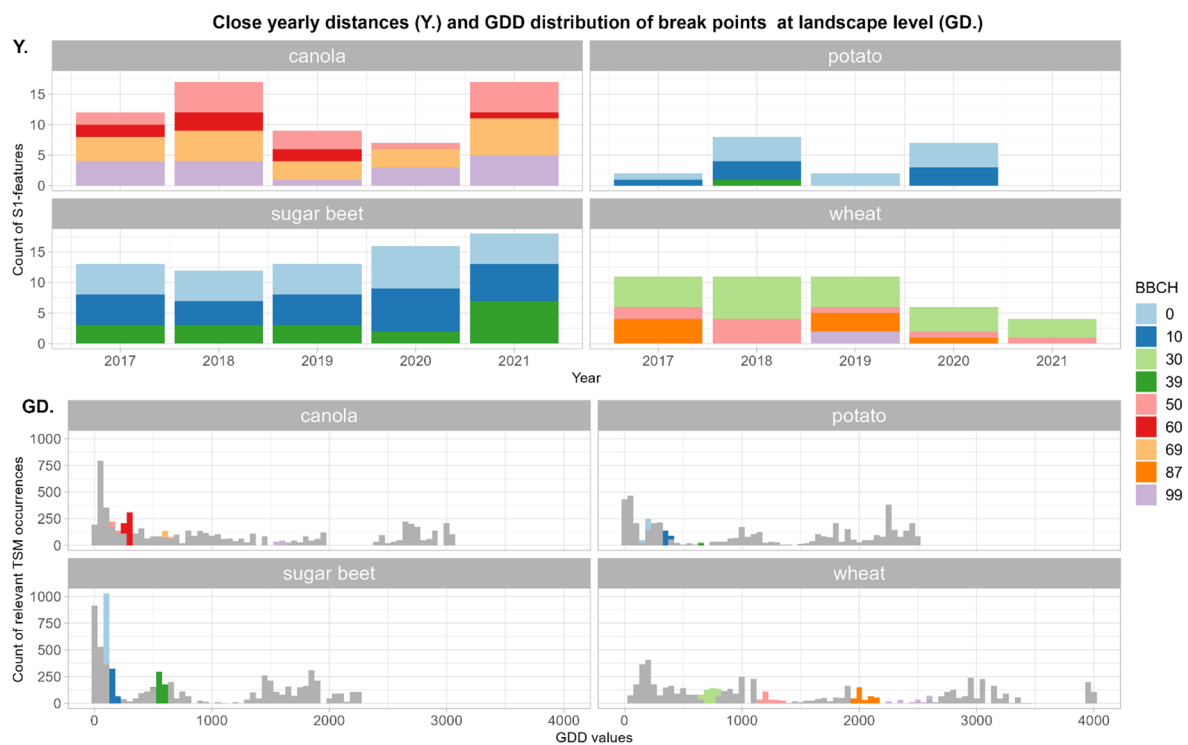 Close yearly distances (Y.) and GDD distribution of break points at landscape level (GD.)
Y.
canola
potato
Count of S1-features
15
10
5
0
sugar beet
wheat
15
10
5
0
2017
2018
2019
2020
2021
2017
2018
2019
2020
2021
Year
BBCH
0
10
30
39
50
60
69
87
99
GD.
canola
potato
Count of relevant TSM occurrences
1000
750
500
250
0
sugar beet
wheat
1000
750
500
250
0
0
1000
2000
3000
4000
0
1000
2000
3000
4000
GDD values